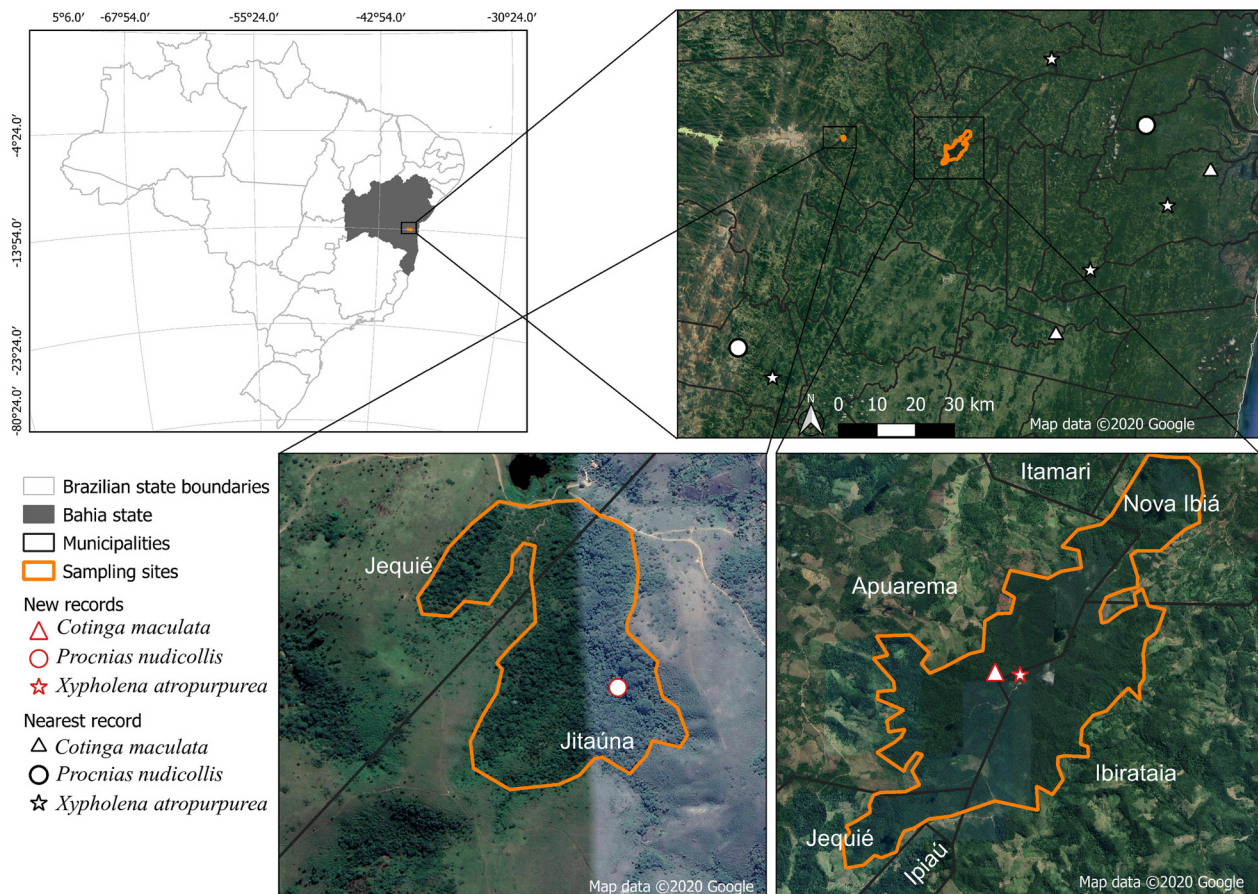 5°6.0′ -67°54.0′ -55°24.0′ -42°54.0′ -30°24.0′
-4°24.0′
-13°54.0′
-23°24.0′
-80°24.0′
N
0 10 20 30 km
Map data ©2020 Google
Brazilian state boundaries
Bahia state
Municipalities
Sampling sites
New records
Cotinga maculata
Procnias nudicollis
Xypholena atropurpurea
Nearest record
Cotinga maculata
Procnias nudicollis
Xypholena atropurpurea
Jequié
Jitaúna
Map data ©2020 Google
Itamari
Nova Ibiá
Apuarema
Ibirataia
Jequié
Ipiaú
Map data ©2020 Google